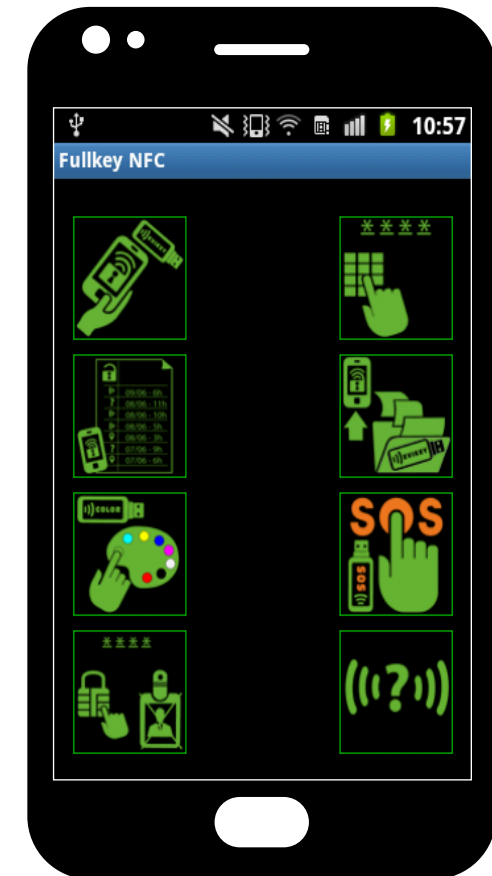 10:57
Fullkey NFC
****
09/06 - 6h
08/06 - 11h
08/06 - 10h
08/06 - 5h
08/06 - 3h
07/06 - 9h
07/06 - 6h
COLOR
SOS
SOS
****
?